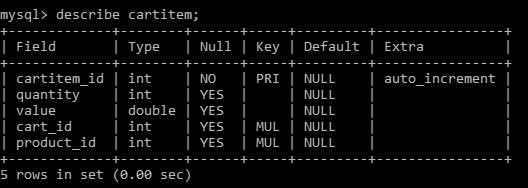 mysql> describe cartitem;
+-------------+--------+------+-----+---------+----------------+
| Field       | Type   | Null | Key | Default | Extra          |
+-------------+--------+------+-----+---------+----------------+
| cartitem_id | int    | NO   | PRI | NULL    | auto_increment |
| quantity    | int    | YES  |     | NULL    |                |
| value       | double | YES  |     | NULL    |                |
| cart_id     | int    | YES  | MUL | NULL    |                |
| product_id  | int    | YES  | MUL | NULL    |                |
+-------------+--------+------+-----+---------+----------------+
5 rows in set (0.00 sec)